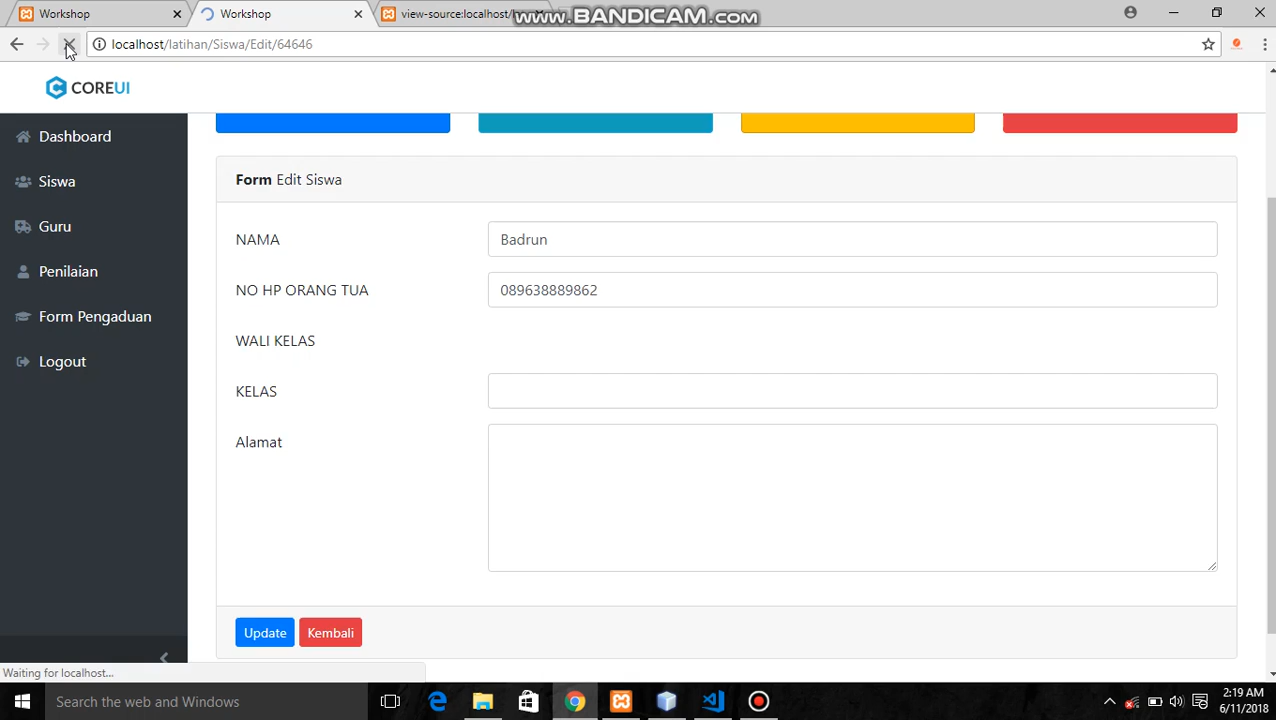 Workshop
Workshop
view-source:localhost/
www.BANDICAM.com
localhost/latihan/Siswa/Edit/64646
COREUI
Dashboard
Siswa
Guru
Penilaian
Form Pengaduan
Logout
Form Edit Siswa
NAMA
Badrun
NO HP ORANG TUA
089638889862
WALI KELAS
KELAS
Alamat
Update
Kembali
Waiting for localhost...
Search the web and Windows
2:19 AM
6/11/2018